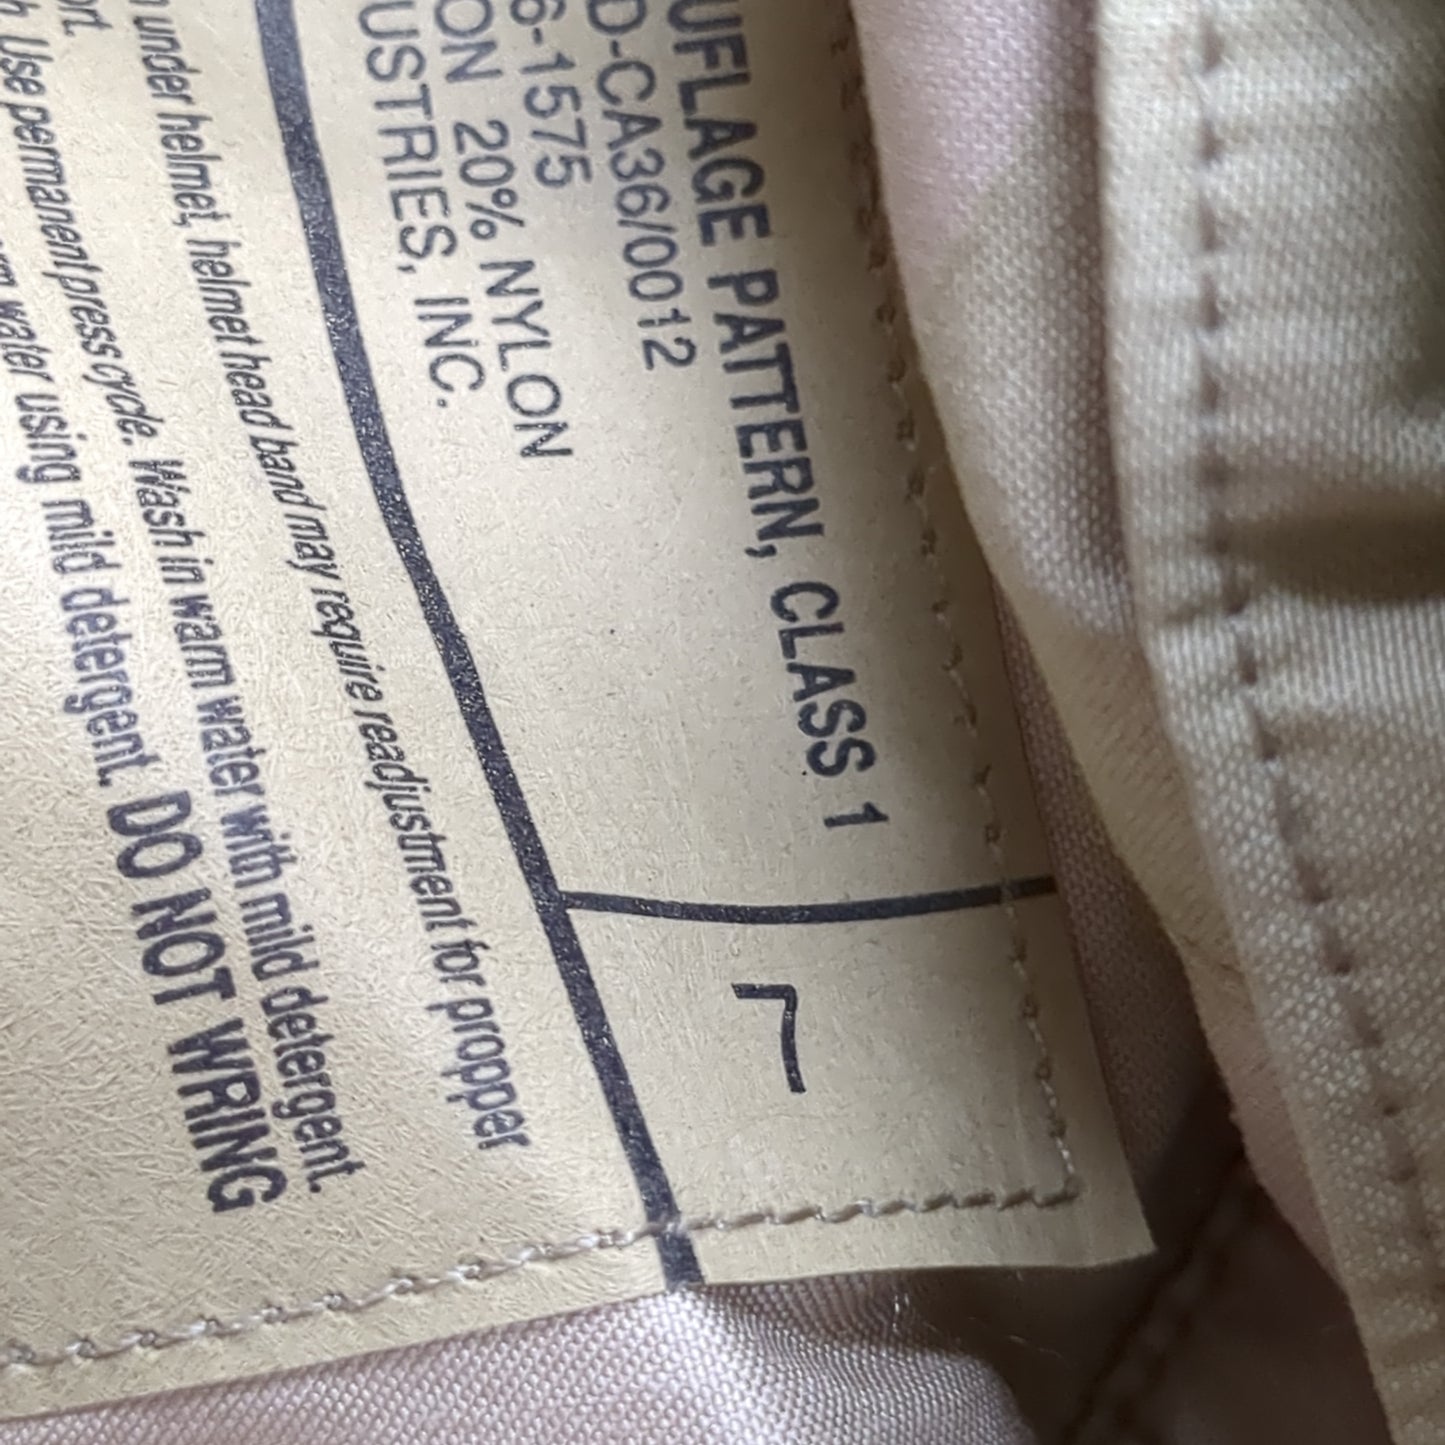 UFLAGE PATTERN, CLASS 1
D-CA36/0012
6-1575
ON 20% NYLON
USTRIES, INC.
7
under helmet, helmet head band may require readjustment for propper
Use permanent press cycle. Wash in warm water with mild detergent.
water using mild detergent. DO NOT WRING